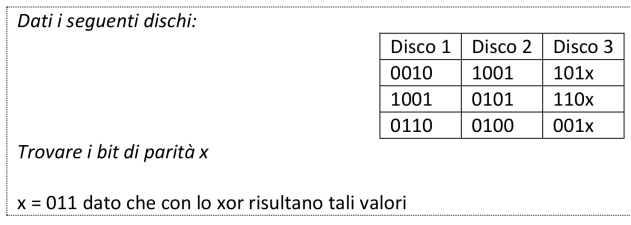 Dati i seguenti dischi:
Disco 1 Disco 2 Disco 3
0010 1001 101x
1001 0101 110x
0110 0100 001x
Trovare i bit di parità x
x = 011 dato che con lo xor risultano tali valori